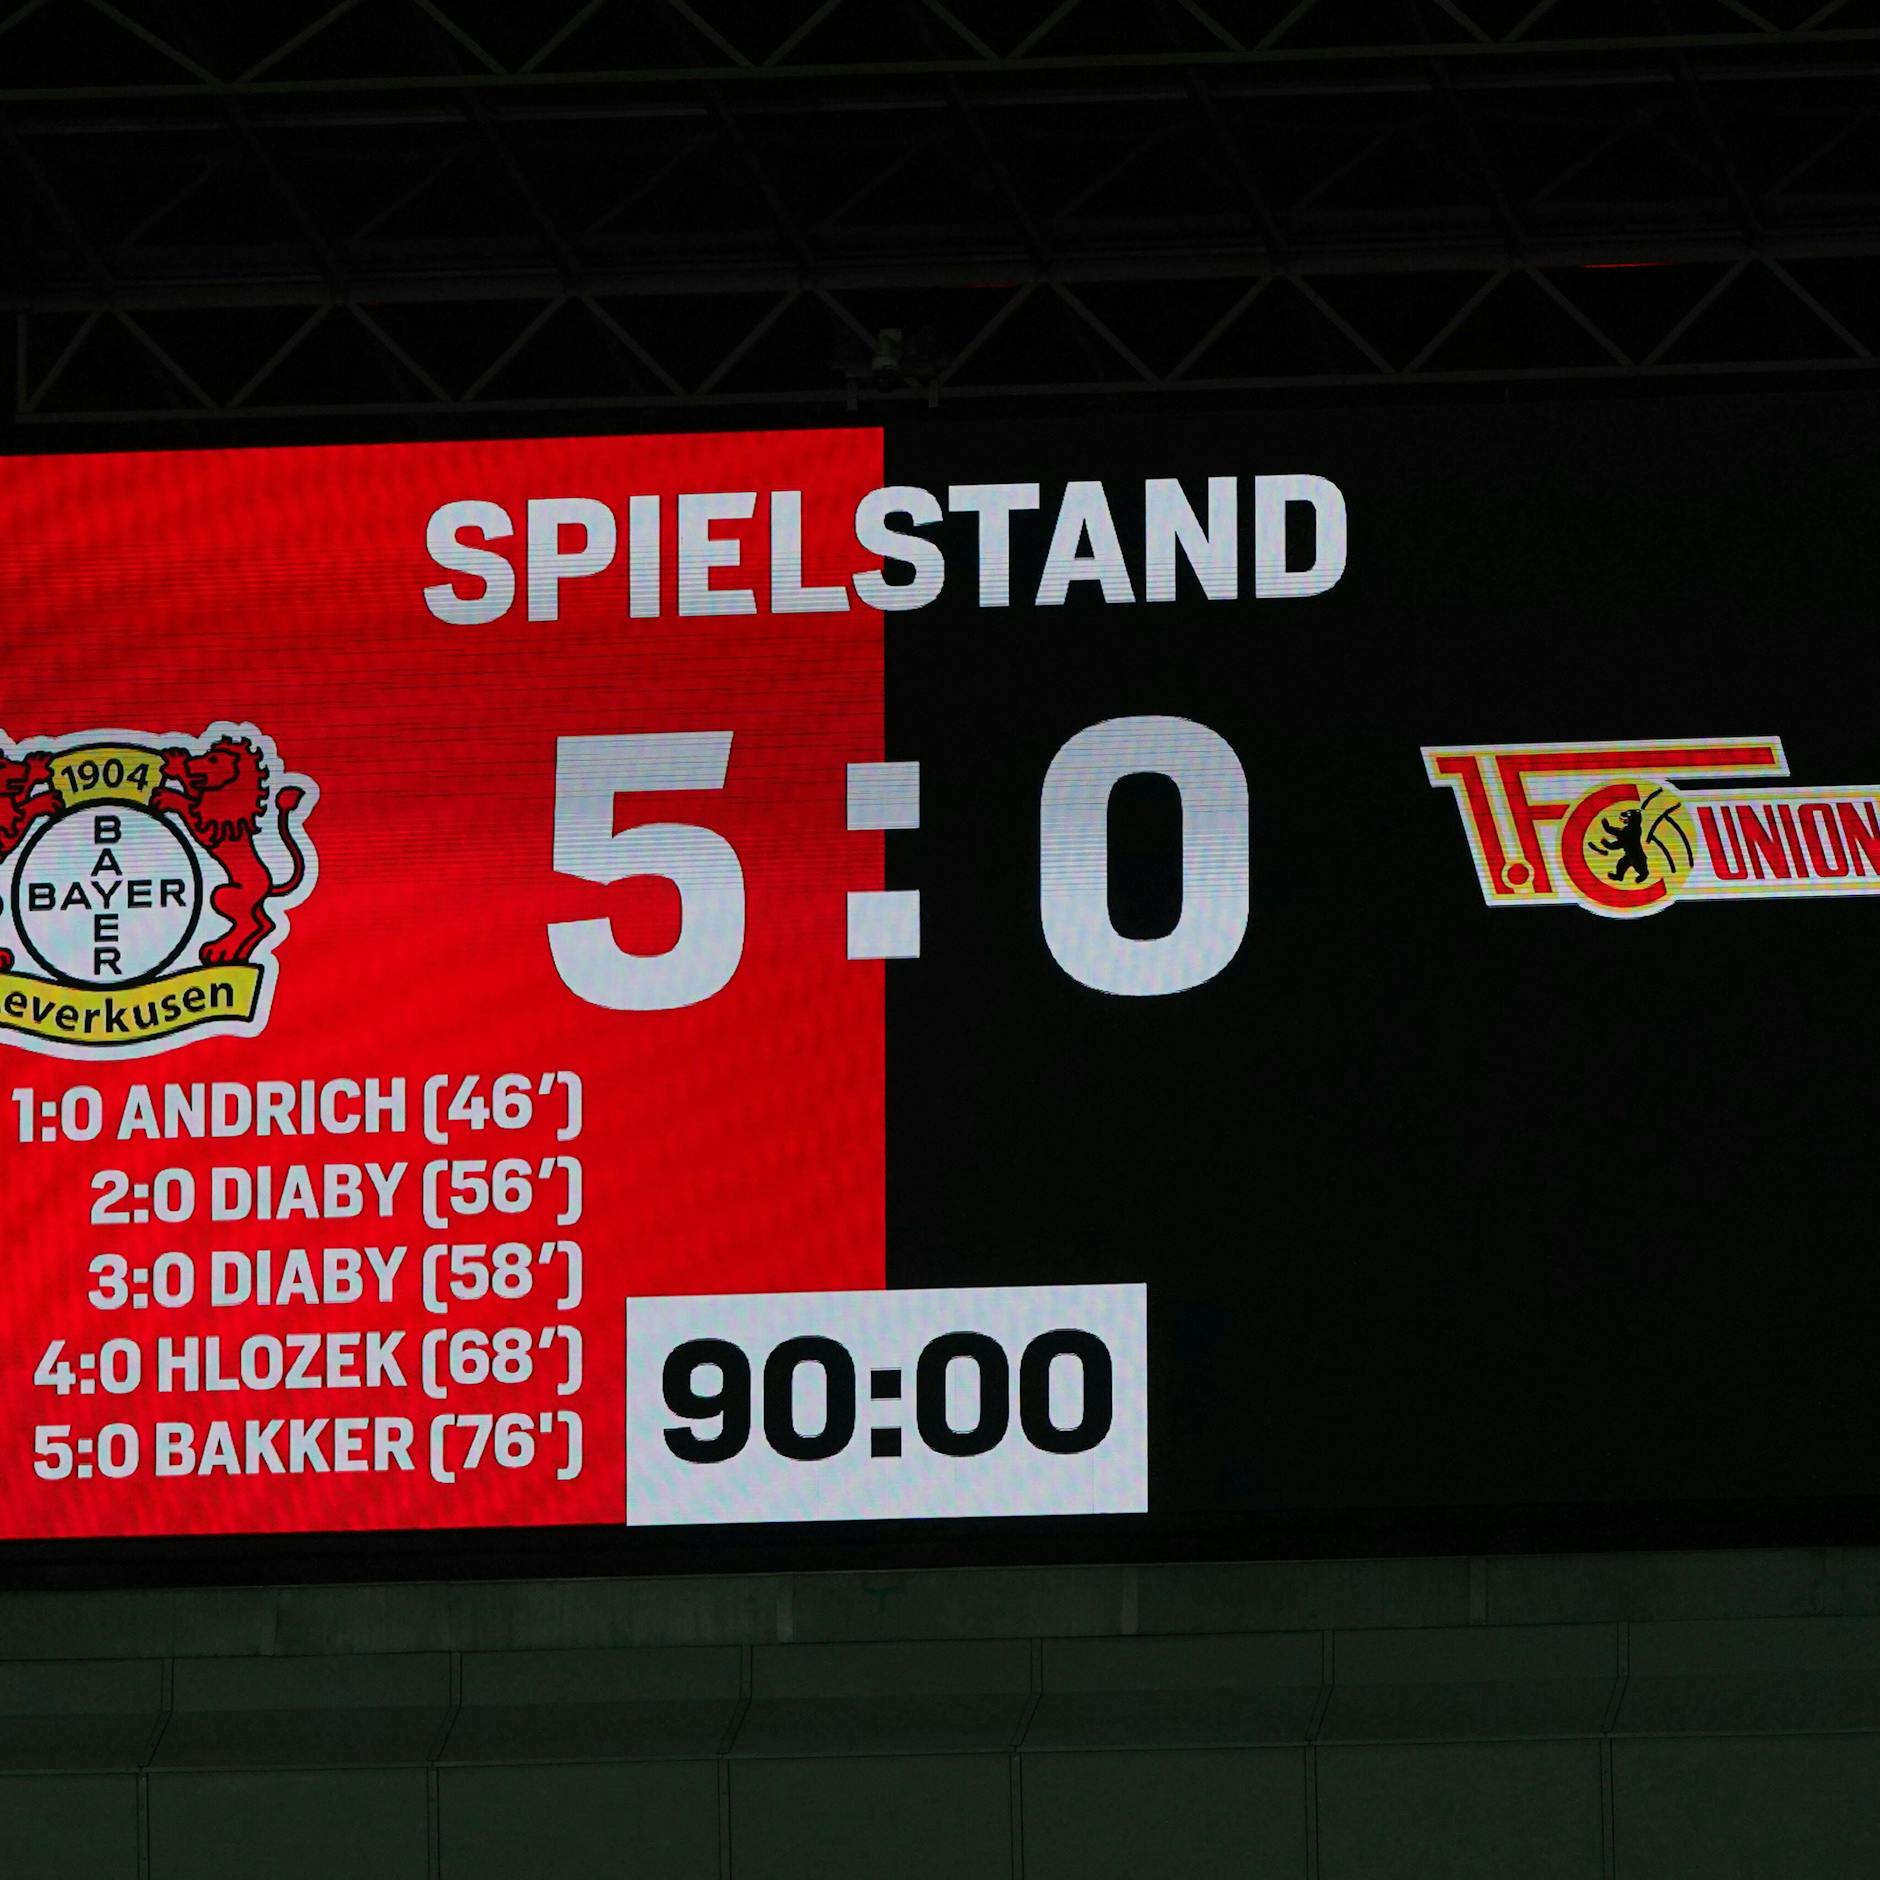 SPIELSTAND
5:0
1904
BAYER
BAYER
everkusen
1.FC UNION
1:0 ANDRICH (46')
2:0 DIABY (56')
3:0 DIABY (58')
4:0 HLOZEK (68')
5:0 BAKKER (76')
90:00